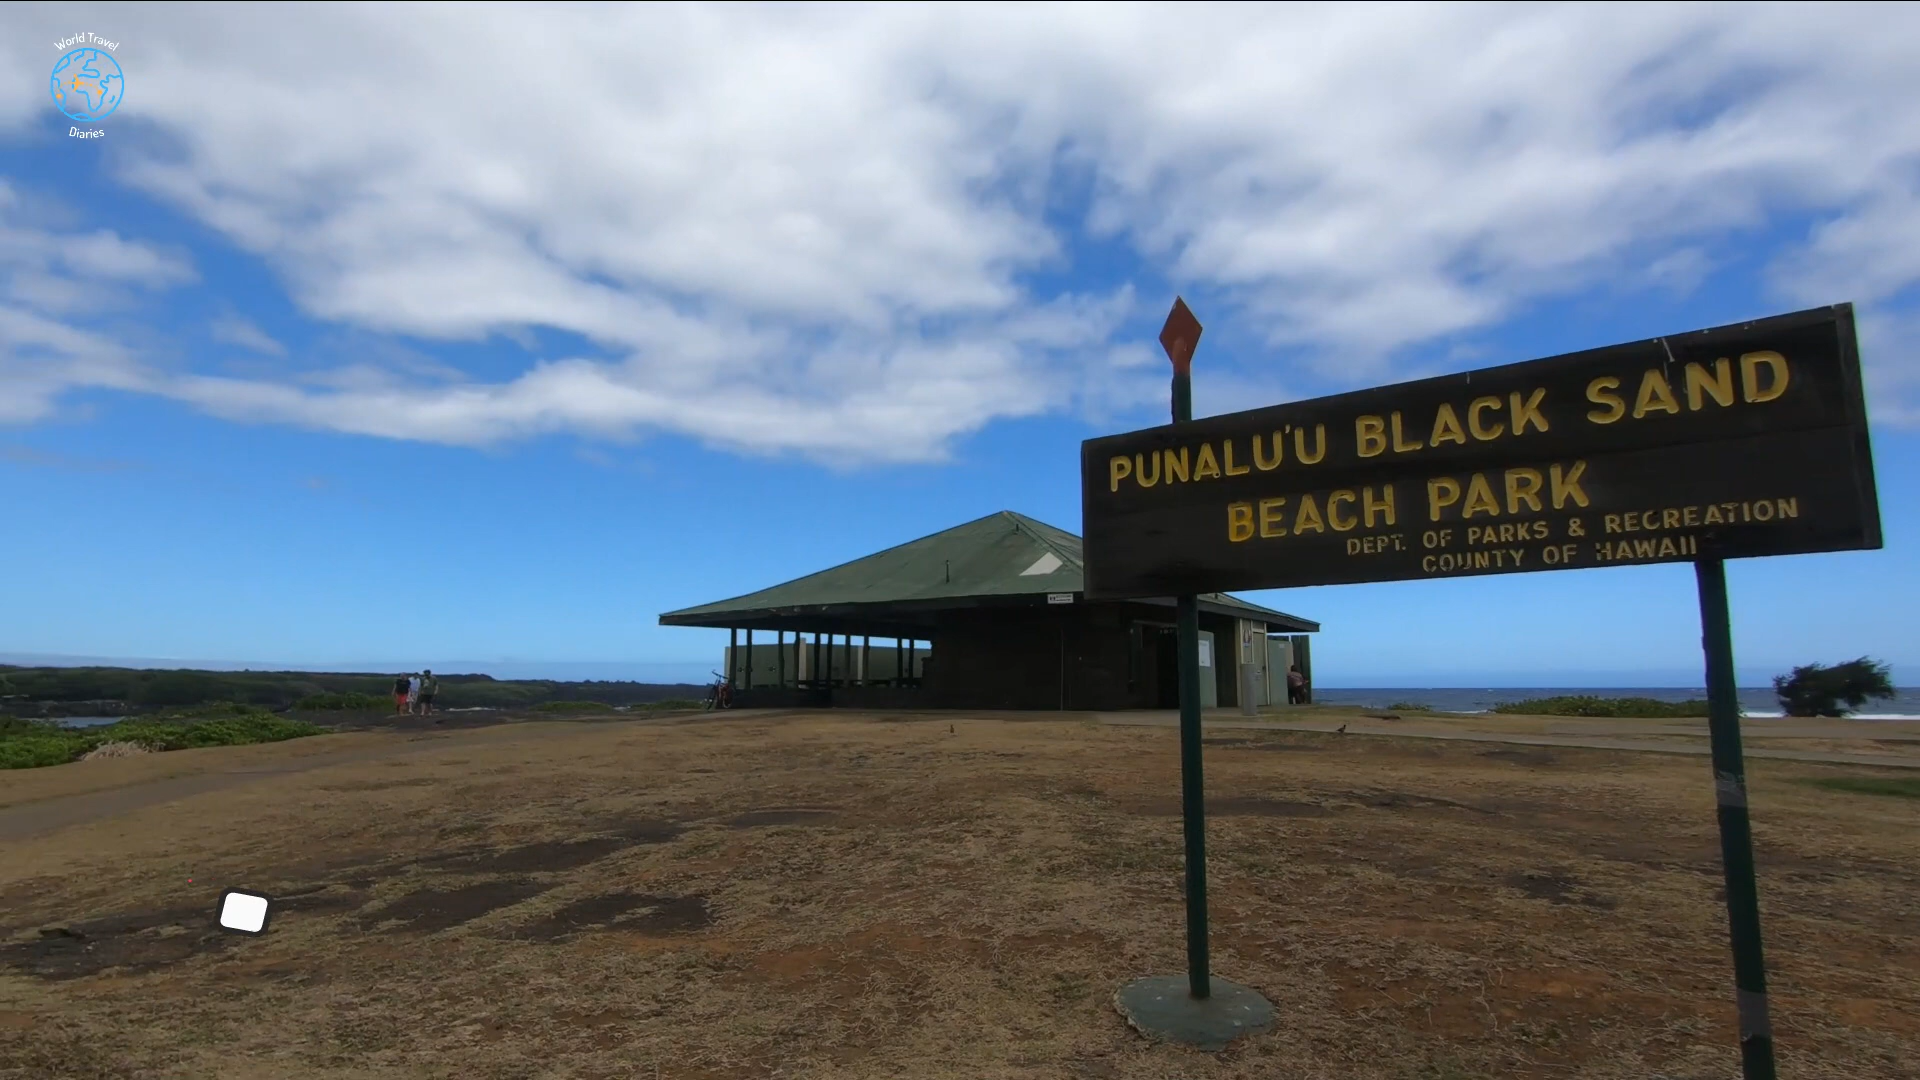 World Travel
Diaries
PUNALU'U BLACK SAND
BEACH PARK
DEPT. OF PARKS & RECREATION
COUNTY OF HAWAII